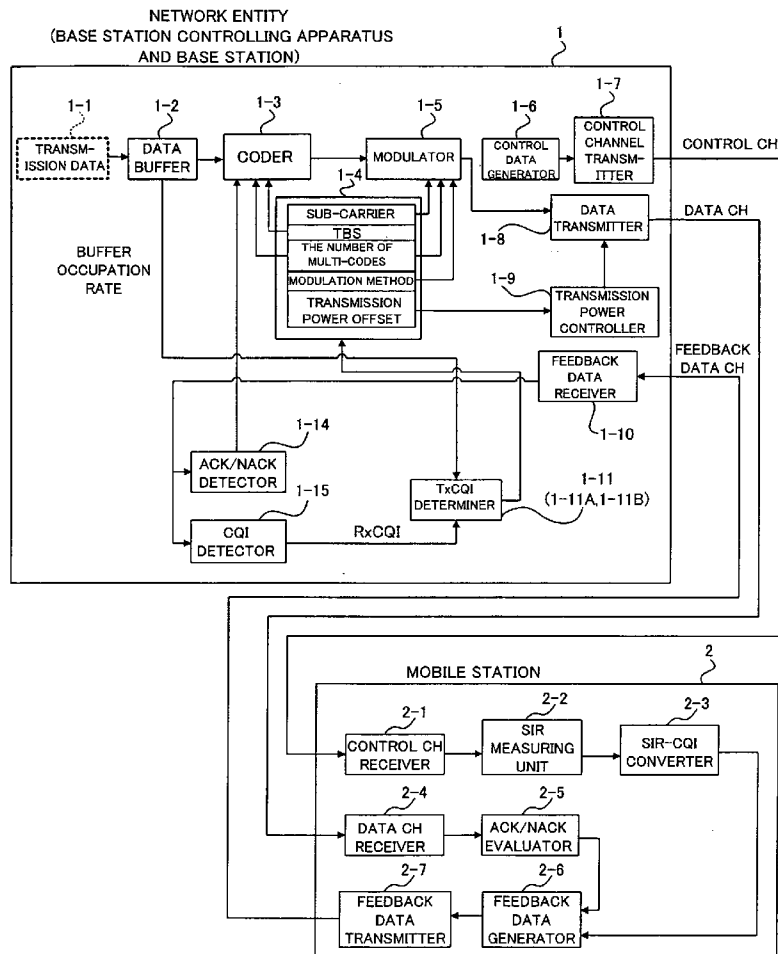 NETWORK ENTITY
(BASE STATION CONTROLLING APPARATUS
AND BASE STATION)
1
1-1
TRANSM-
ISSION DATA
1-2
DATA
BUFFER
1-3
CODER
1-5
MODULATOR
1-6
CONTROL DATA
GENERATOR
1-7
CONTROL
CHANNEL
TRANSM-
ITTER
CONTROL CH
1-4
SUB-CARRIER
TBS
THE NUMBER OF
MULTI-CODES
MODULATION METHOD
TRANSMISSION
POWER OFFSET
DATA
TRANSMITTER
1-8
DATA CH
BUFFER
OCCUPATION
RATE
1-9
TRANSMISSION
POWER
CONTROLLER
FEEDBACK
DATA
RECEIVER
1-10
FEEDBACK
DATA CH
1-14
ACK/NACK
DETECTOR
1-15
CQI
DETECTOR
RxCQI
TxCQI
DETERMINER
1-11
(1-11A,1-11B)
MOBILE STATION
2
2-1
CONTROL CH
RECEIVER
2-2
SIR
MEASURING
UNIT
2-3
SIR-CQI
CONVERTER
2-4
DATA CH
RECEIVER
2-5
ACK/NACK
EVALUATOR
2-7
FEEDBACK
DATA
TRANSMITTER
2-6
FEEDBACK
DATA
GENERATOR